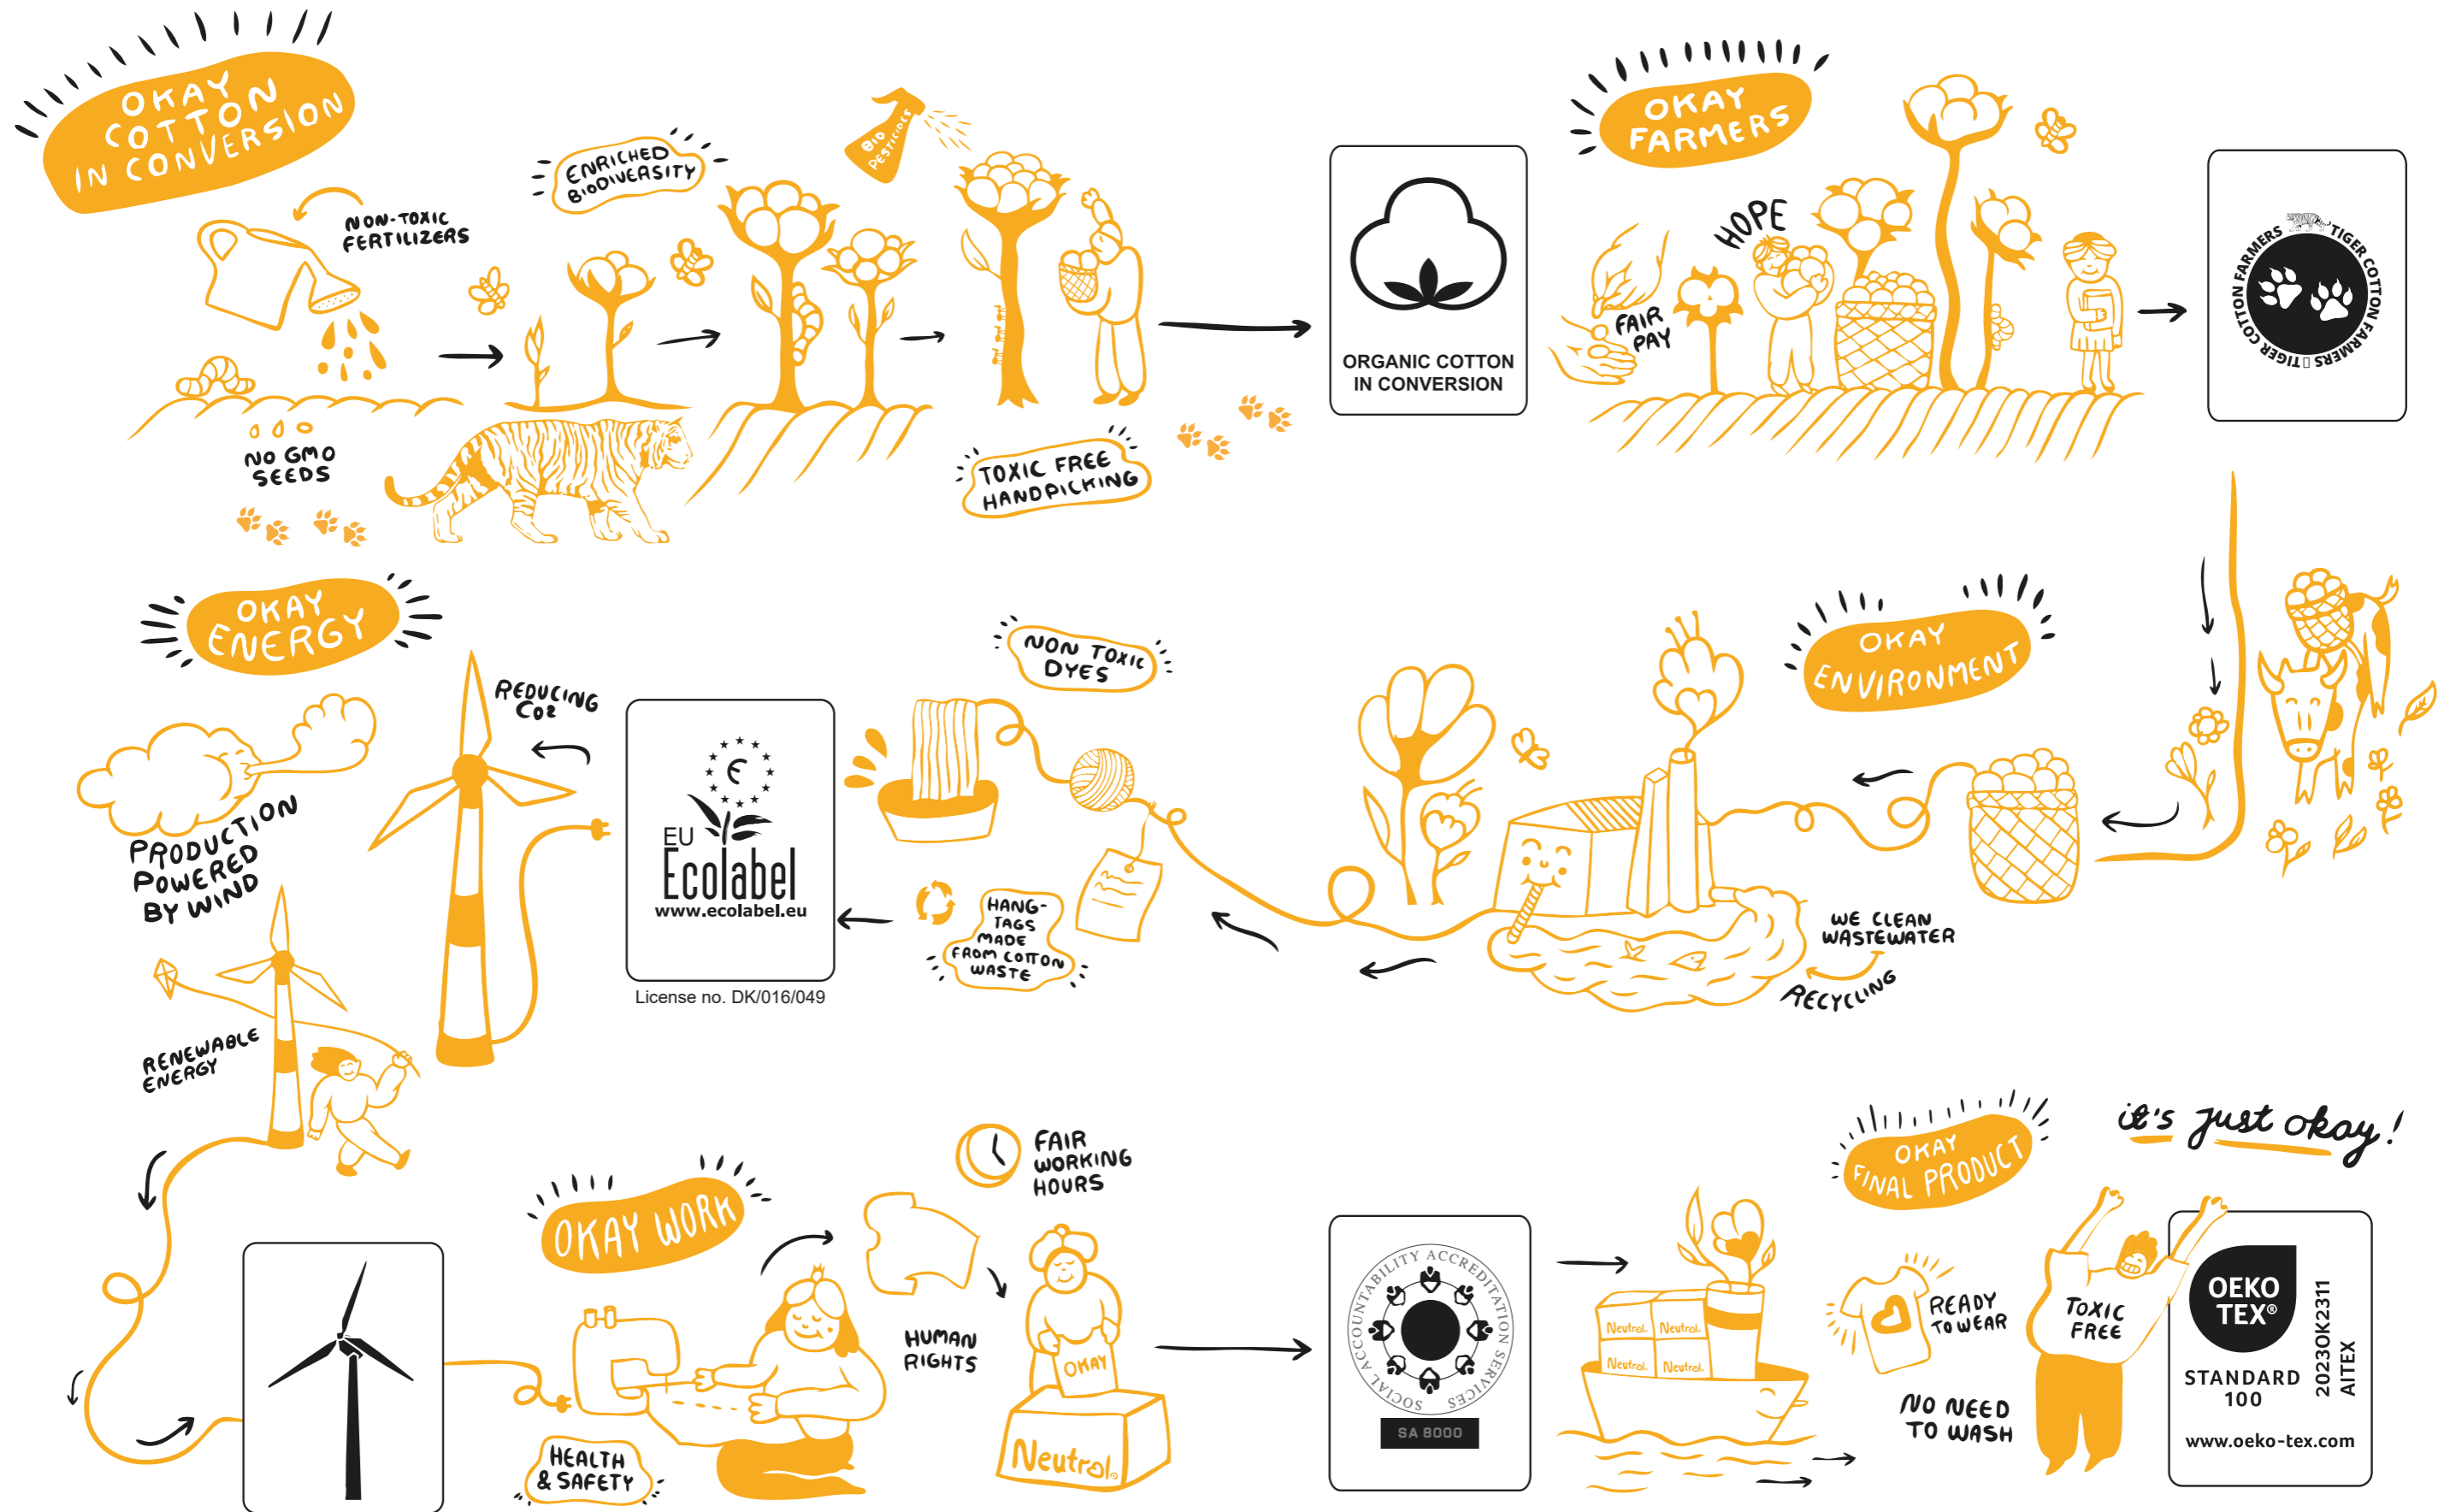 OKAY
COTTON
IN CONVERSION
NON-TOXIC
FERTILIZERS
NO GMO
SEEDS
ENRICHED
BIODIVERSITY
BIO
PESTICIDES
TOXIC FREE
HANDPICKING
ORGANIC COTTON
IN CONVERSION
OKAY
FARMERS
HOPE
FAIR
PAY
TIGER COTTON FARMERS TIGER COTTON FARMERS
OKAY
ENVIRONMENT
WE CLEAN
WASTEWATER
RECYCLING
NON TOXIC
DYES
HANG-
TAGS
MADE
FROM COTTON
WASTE
EU
Ecolabel
www.ecolabel.eu
License no. DK/016/049
OKAY
ENERGY
REDUCING
CO2
PRODUCTION
POWERED
BY WIND
RENEWABLE
ENERGY
OKAY WORK
HEALTH
& SAFETY
FAIR
WORKING
HOURS
HUMAN
RIGHTS
OKAY
Neutral®
SOCIAL ACCOUNTABILITY ACCREDITATION SERVICES
SA 8000
Neutral. Neutral.
Neutral. Neutral.
OKAY
FINAL PRODUCT
it's just okay!
READY
TO WEAR
NO NEED
TO WASH
TOXIC
FREE
OEKO
TEX®
STANDARD
100
2023OK2311
AITEX
www.oeko-tex.com